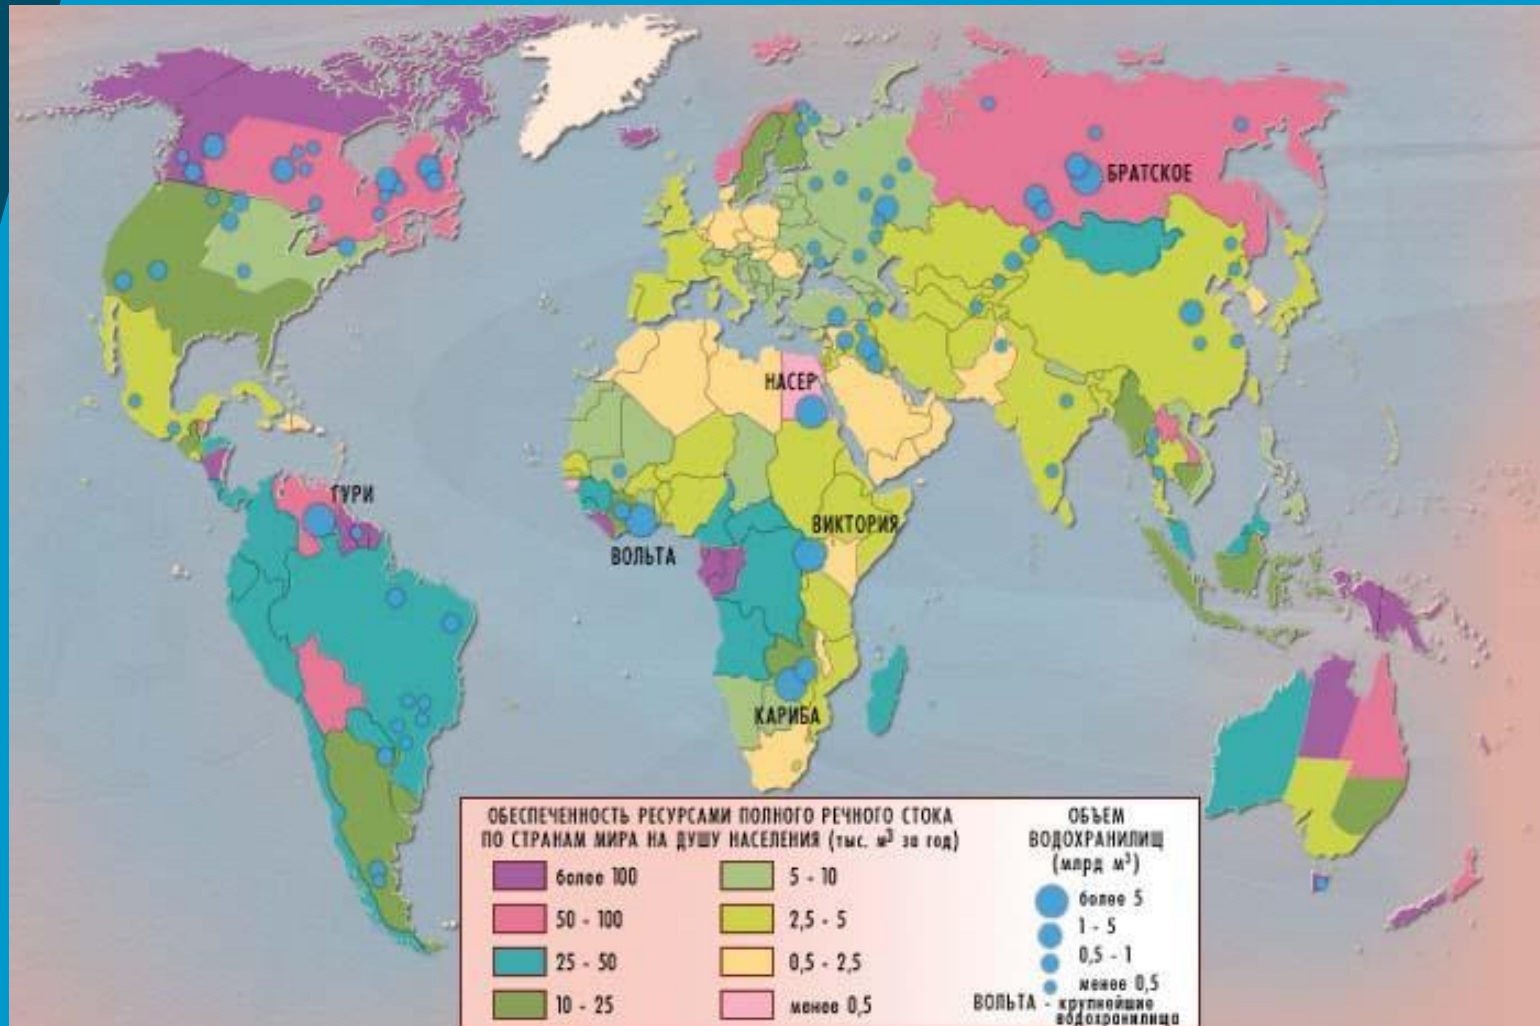 БРАТСКОЕ
НАСЕР
ГУРИ
ВИКТОРИЯ
ВОЛЬТА
КАРИБА
ОБЕСПЕЧЕННОСТЬ РЕСУРСАМИ ПОЛНОГО РЕЧНОГО СТОКА
ПО СТРАНАМ МИРА НА ДУШУ НАСЕЛЕНИЯ (тыс. м³ за год)
более 100
50 - 100
25 - 50
10 - 25
5 - 10
2,5 - 5
0,5 - 2,5
менее 0,5
ОБЪЕМ
ВОДОХРАНИЛИЩ
(млрд м³)
более 5
1 - 5
0,5 - 1
менее 0,5
ВОЛЬТА - крупнейшие
водохранилища